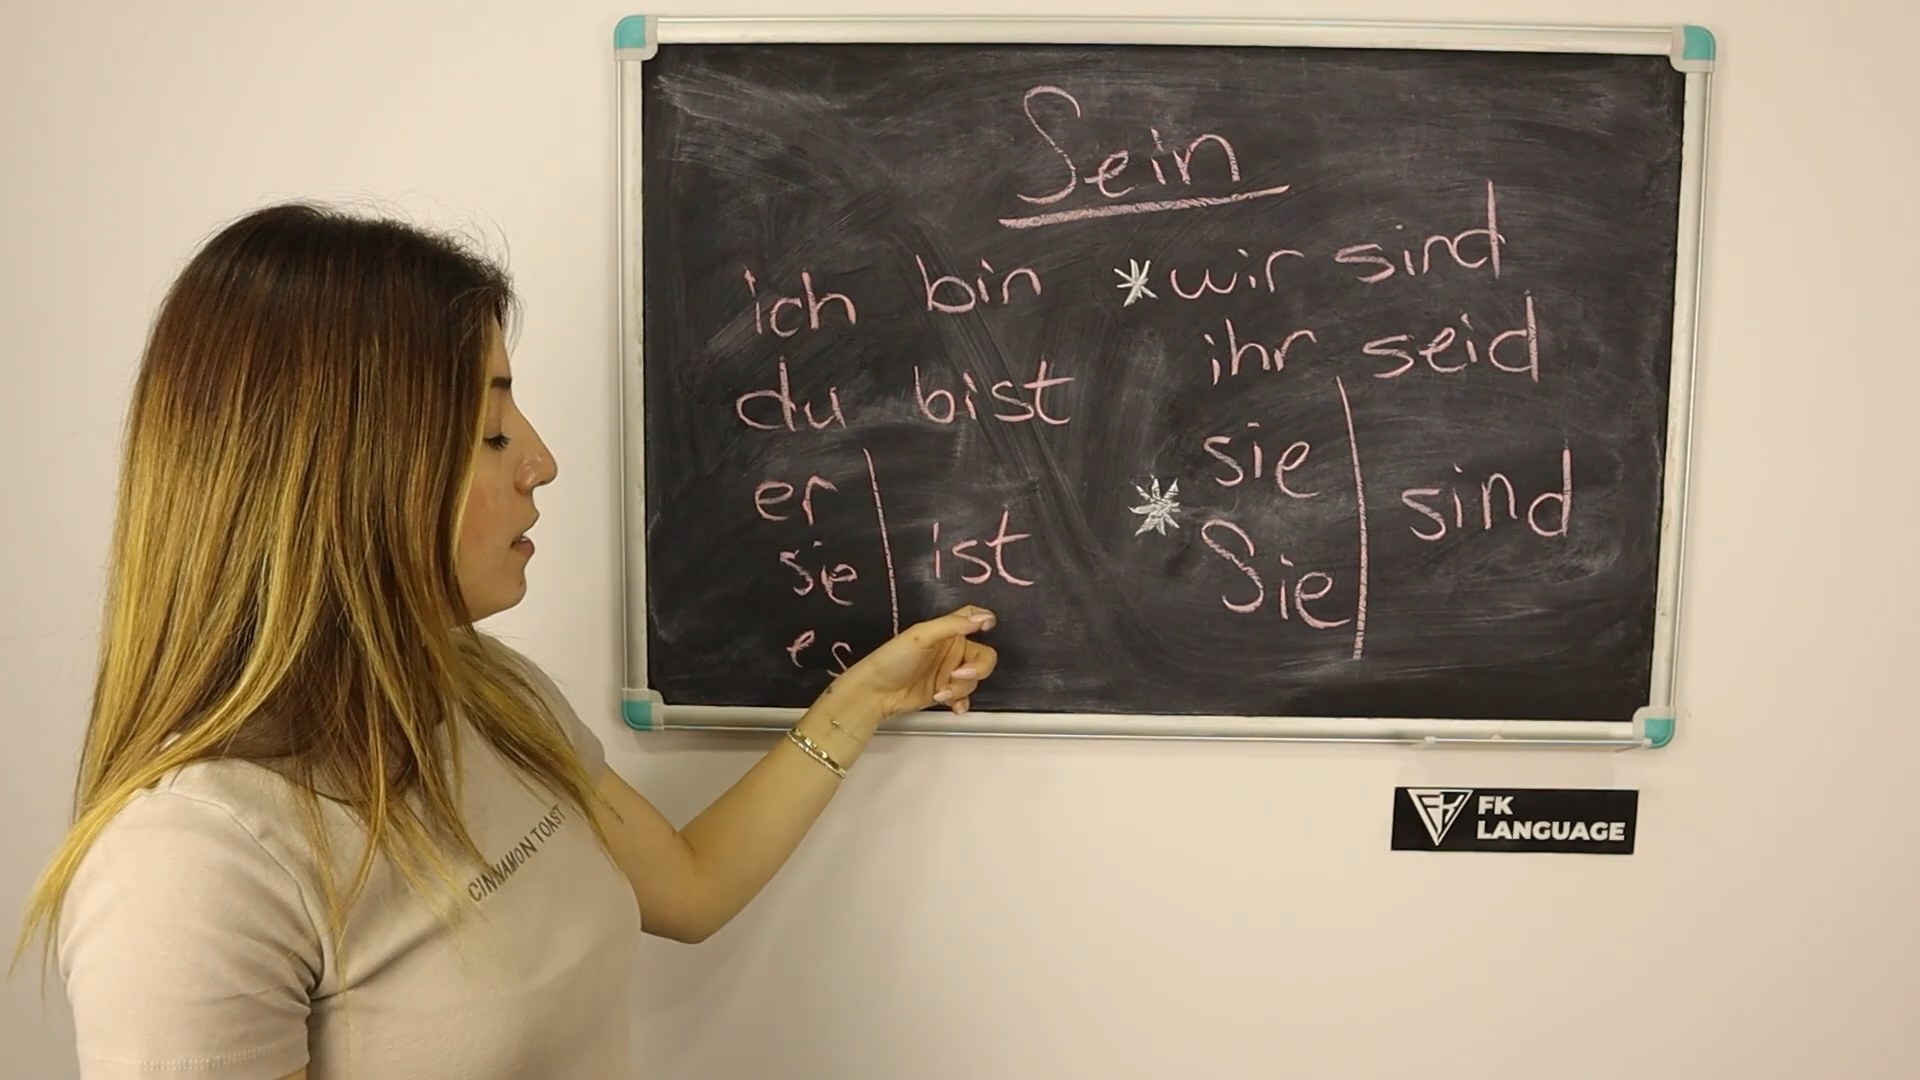 Sein
ich bin
du bist
er
sie
es
ist
*wir sind
ihr seid
sie
*
Sie
sind
CINNAMON TOAST
FK
LANGUAGE